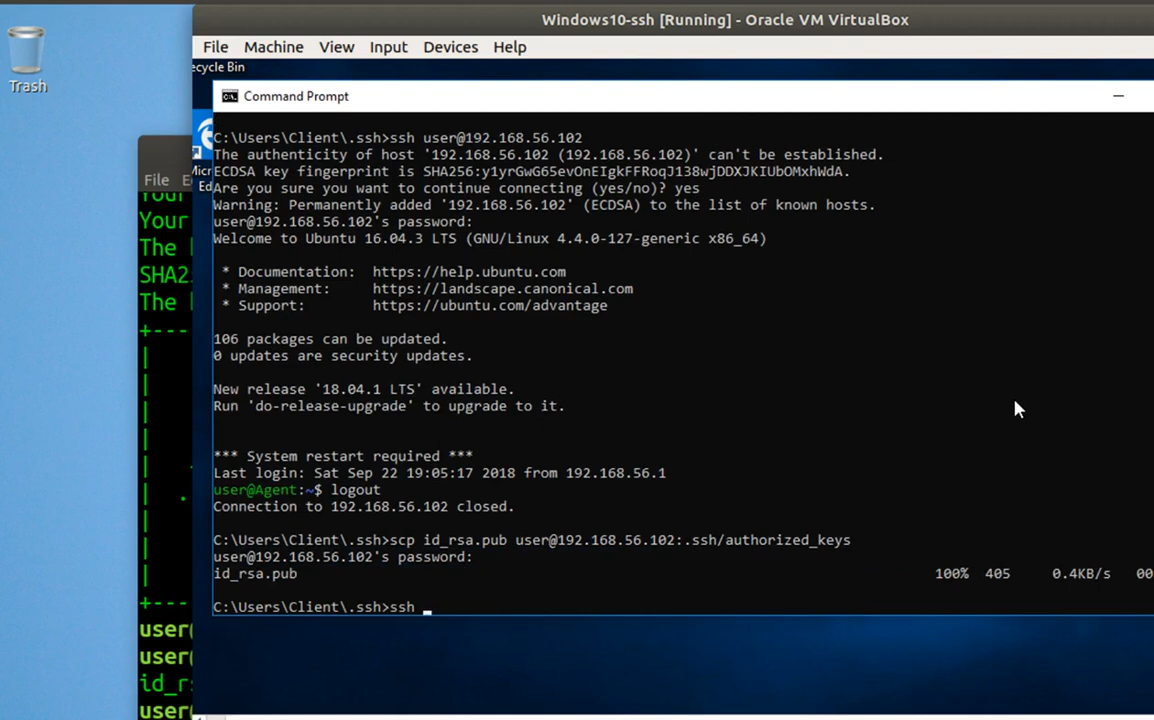 Windows10-ssh [Running] - Oracle VM VirtualBox
File Machine View Input Devices Help
ecycle Bin
Trash
Command Prompt
C:\Users\Client\.ssh>ssh user@192.168.56.102
The authenticity of host '192.168.56.102 (192.168.56.102)' can't be established.
ECDSA key fingerprint is SHA256:y1yrGwG65evOnEIgkFFRoqJ138wjDDXJKIUbOMxhWdA.
Are you sure you want to continue connecting (yes/no)? yes
Warning: Permanently added '192.168.56.102' (ECDSA) to the list of known hosts.
user@192.168.56.102's password:
Welcome to Ubuntu 16.04.3 LTS (GNU/Linux 4.4.0-127-generic x86_64)
* Documentation: https://help.ubuntu.com
* Management: https://landscape.canonical.com
* Support: https://ubuntu.com/advantage
106 packages can be updated.
0 updates are security updates.
New release '18.04.1 LTS' available.
Run 'do-release-upgrade' to upgrade to it.
*** System restart required ***
Last login: Sat Sep 22 19:05:17 2018 from 192.168.56.1
user@Agent:~$ logout
Connection to 192.168.56.102 closed.
C:\Users\Client\.ssh>scp id_rsa.pub user@192.168.56.102:.ssh/authorized_keys
user@192.168.56.102's password:
id_rsa.pub 100% 405 0.4KB/s 00
C:\Users\Client\.ssh>ssh _
Micr
Ed
File E
Your
Your
The
SHA2
The
+---
+---
user@
user@
id_r
user@